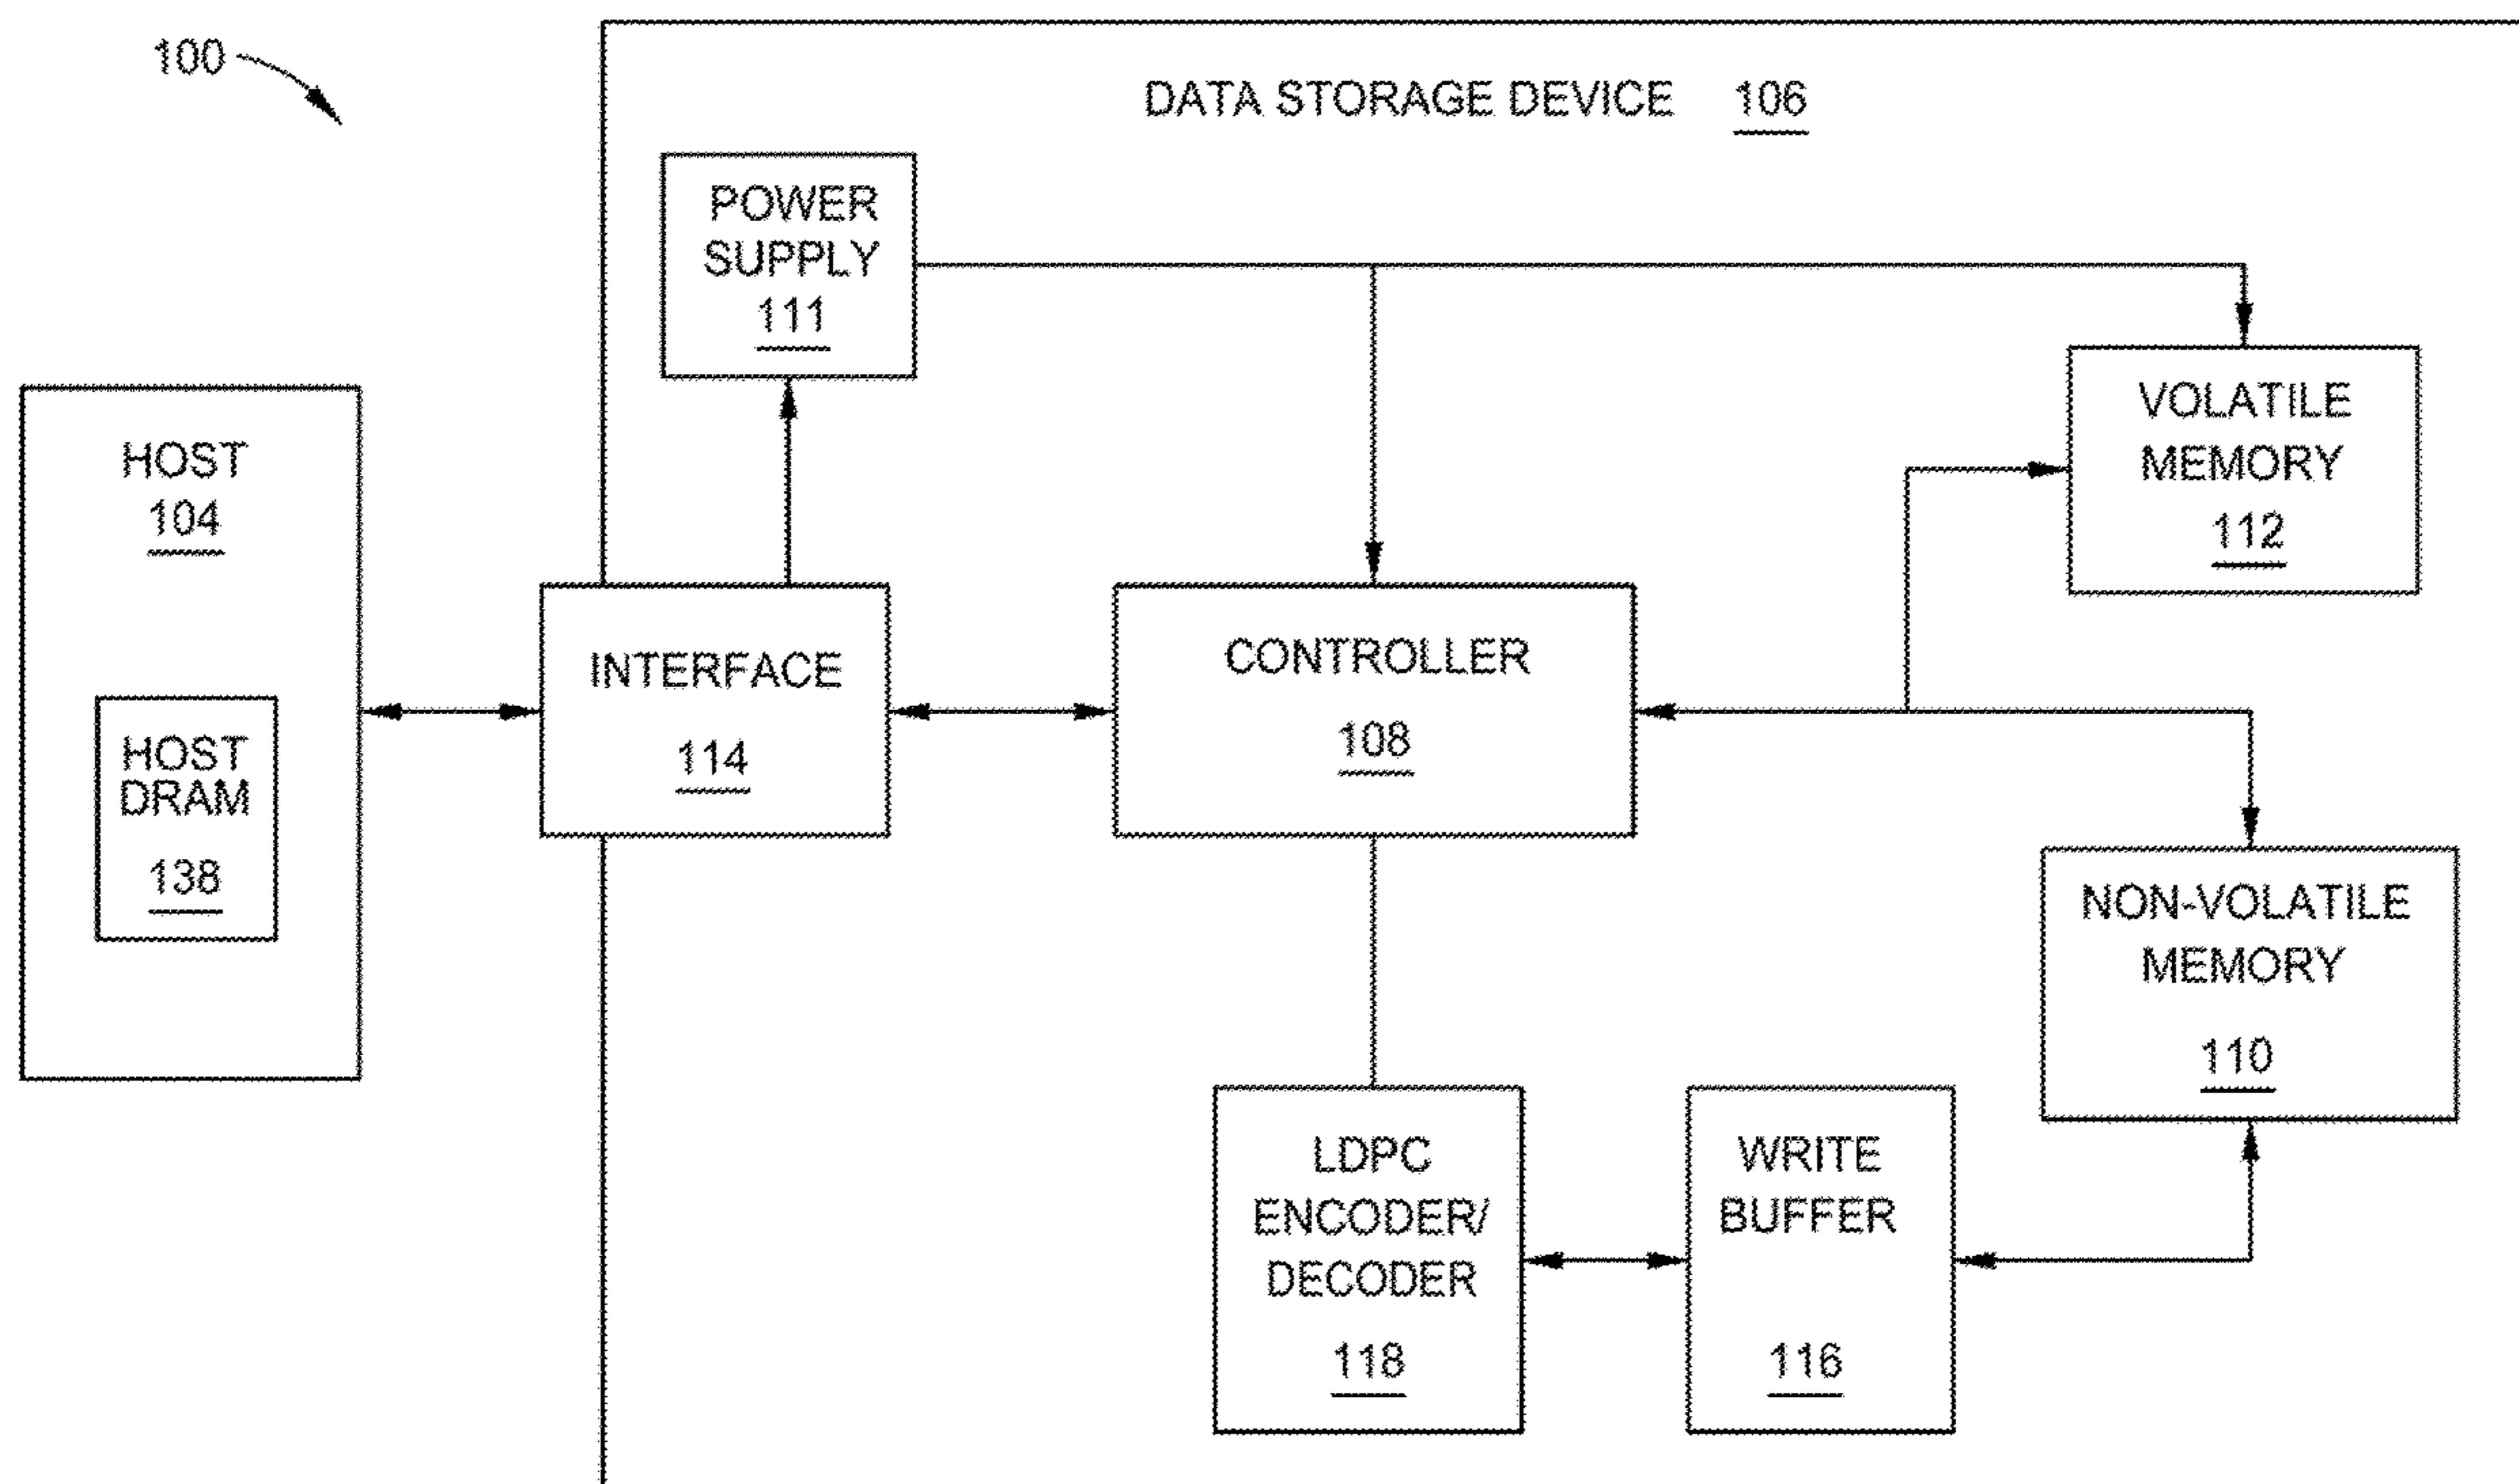 100
DATA STORAGE DEVICE 106
POWER
SUPPLY
111
HOST
104
HOST
DRAM
138
INTERFACE
114
CONTROLLER
108
VOLATILE
MEMORY
112
NON-VOLATILE
MEMORY
110
LDPC
ENCODER/
DECODER
118
WRITE
BUFFER
116